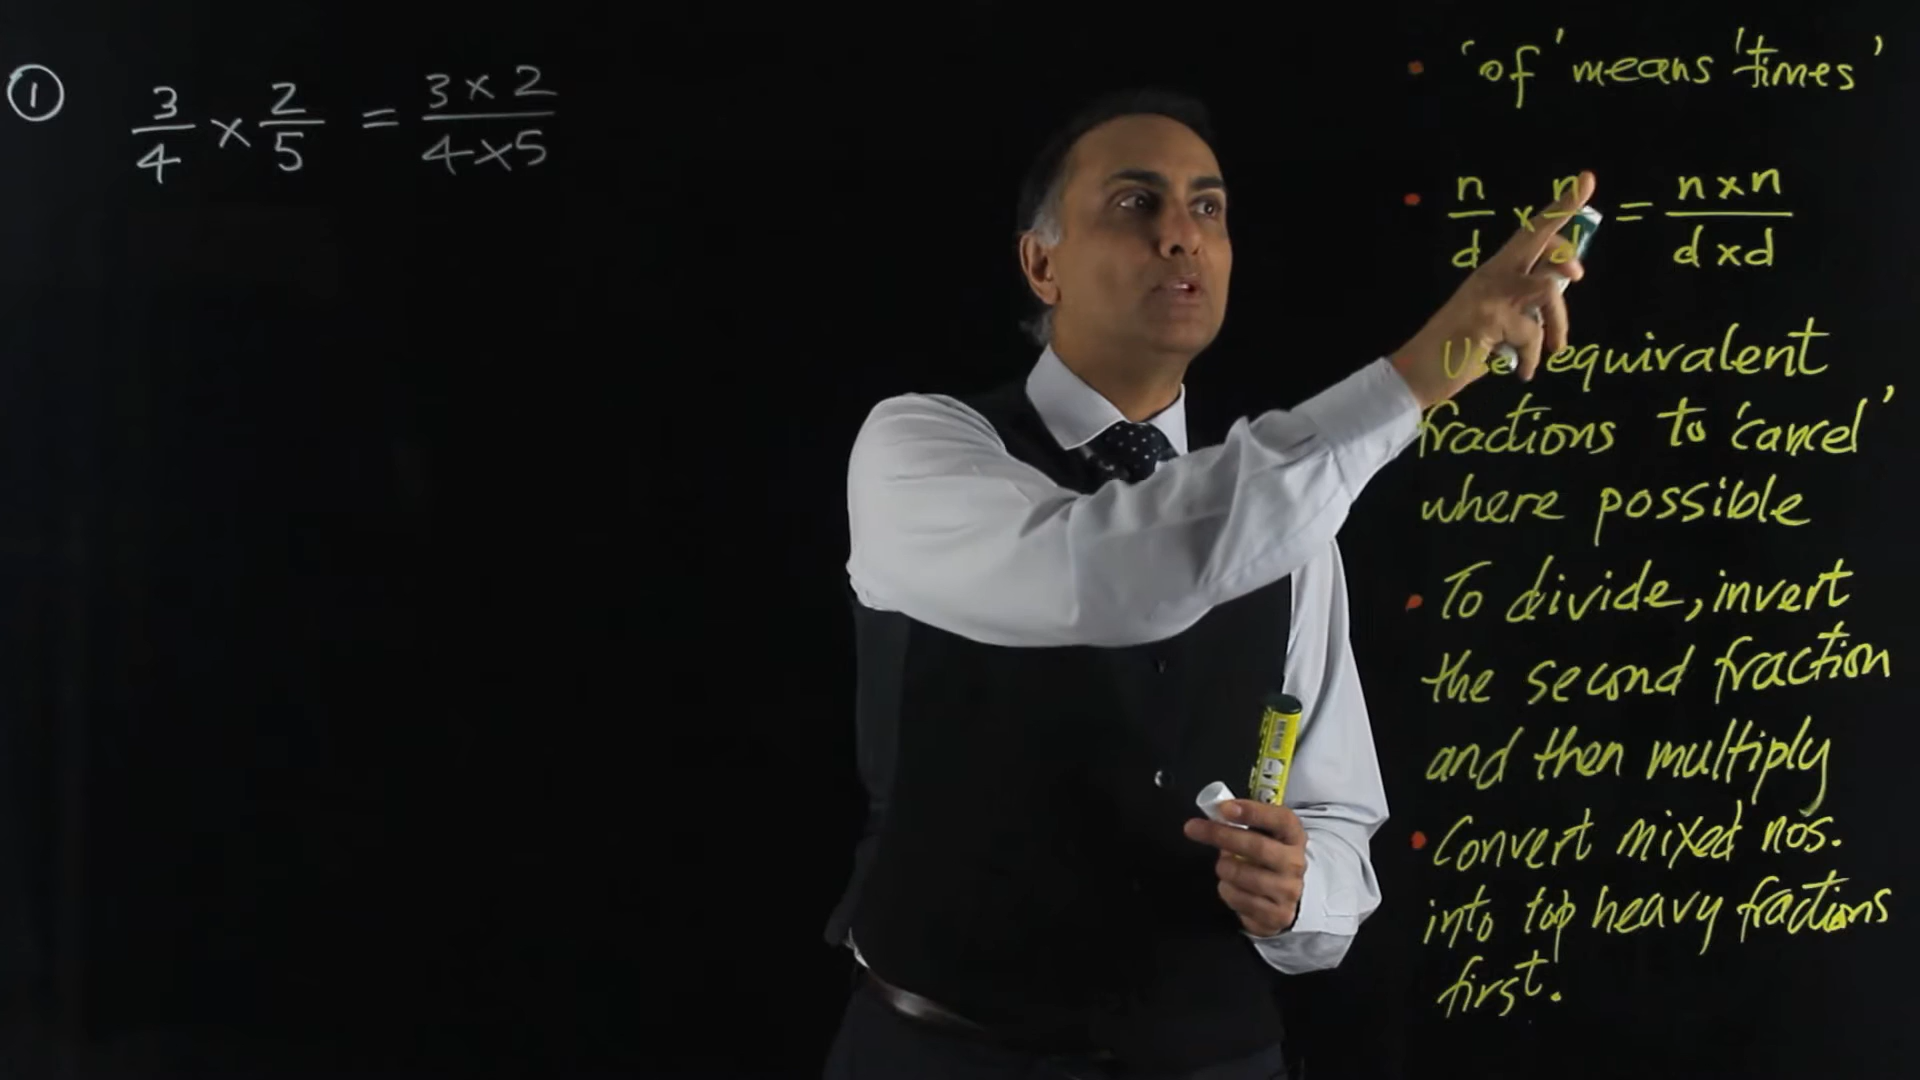 ① 3/4 × 2/5 = 3 × 2 / 4 × 5
• 'of' means 'times'
• n/d × n/d = n × n / d × d
• Use equivalent
fractions to 'cancel'
where possible
• To divide, invert
the second fraction
and then multiply
• Convert mixed nos.
into top heavy fractions
first.